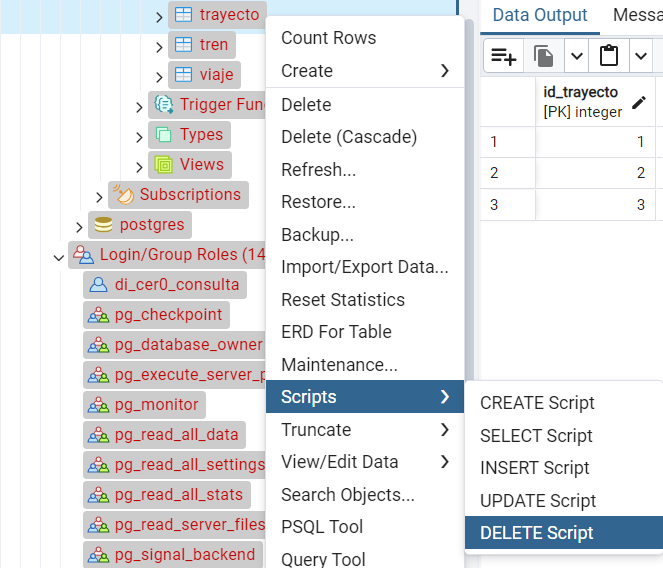 trayecto
tren
viaje
Trigger Fun
Types
Views
Subscriptions
postgres
Login/Group Roles (14
di_cer0_consulta
pg_checkpoint
pg_database_owner
pg_execute_server_p
pg_monitor
pg_read_all_data
pg_read_all_settings
pg_read_all_stats
pg_read_server_files
pg_signal_backend
Count Rows
Create
Delete
Delete (Cascade)
Refresh...
Restore...
Backup...
Import/Export Data...
Reset Statistics
ERD For Table
Maintenance...
Scripts
Truncate
View/Edit Data
Search Objects...
PSQL Tool
Query Tool
CREATE Script
SELECT Script
INSERT Script
UPDATE Script
DELETE Script
Data Output Messa
id_trayecto
[PK] integer
1 1
2 2
3 3